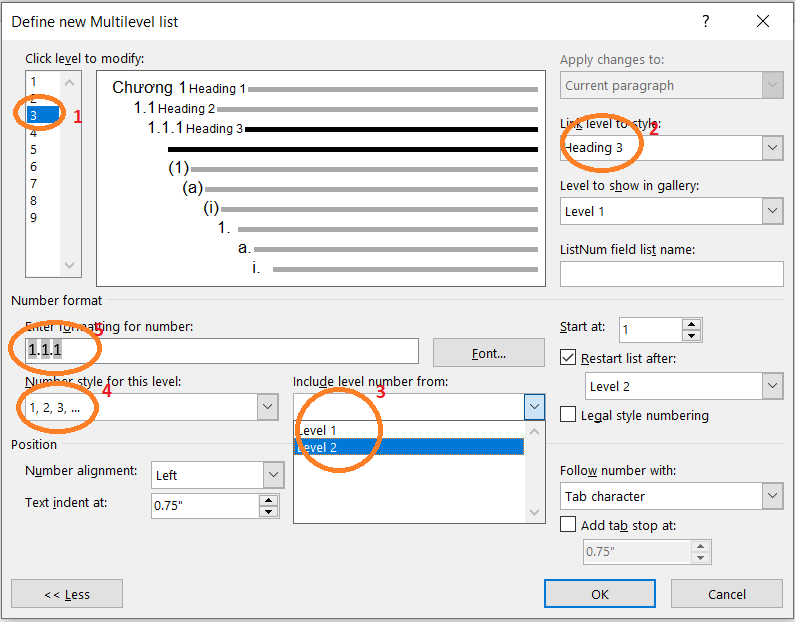 Define new Multilevel list
?
Click level to modify:
1
2
3
4
5
6
7
8
9
1
Chương 1 Heading 1
1.1 Heading 2
1.1.1 Heading 3
(1)
(a)
(i)
1.
a.
i.
Apply changes to:
Current paragraph
Link level to style:
2
Heading 3
Level to show in gallery:
Level 1
ListNum field list name:
Number format
Enter formatting for number:
5
1.1.1
Font...
Number style for this level:
4
1, 2, 3, ...
Include level number from:
3
Level 1
Level 2
Start at:
1
Restart list after:
Level 2
Legal style numbering
Position
Number alignment:
Left
Text indent at:
0.75"
Follow number with:
Tab character
Add tab stop at:
0.75"
<< Less
OK
Cancel